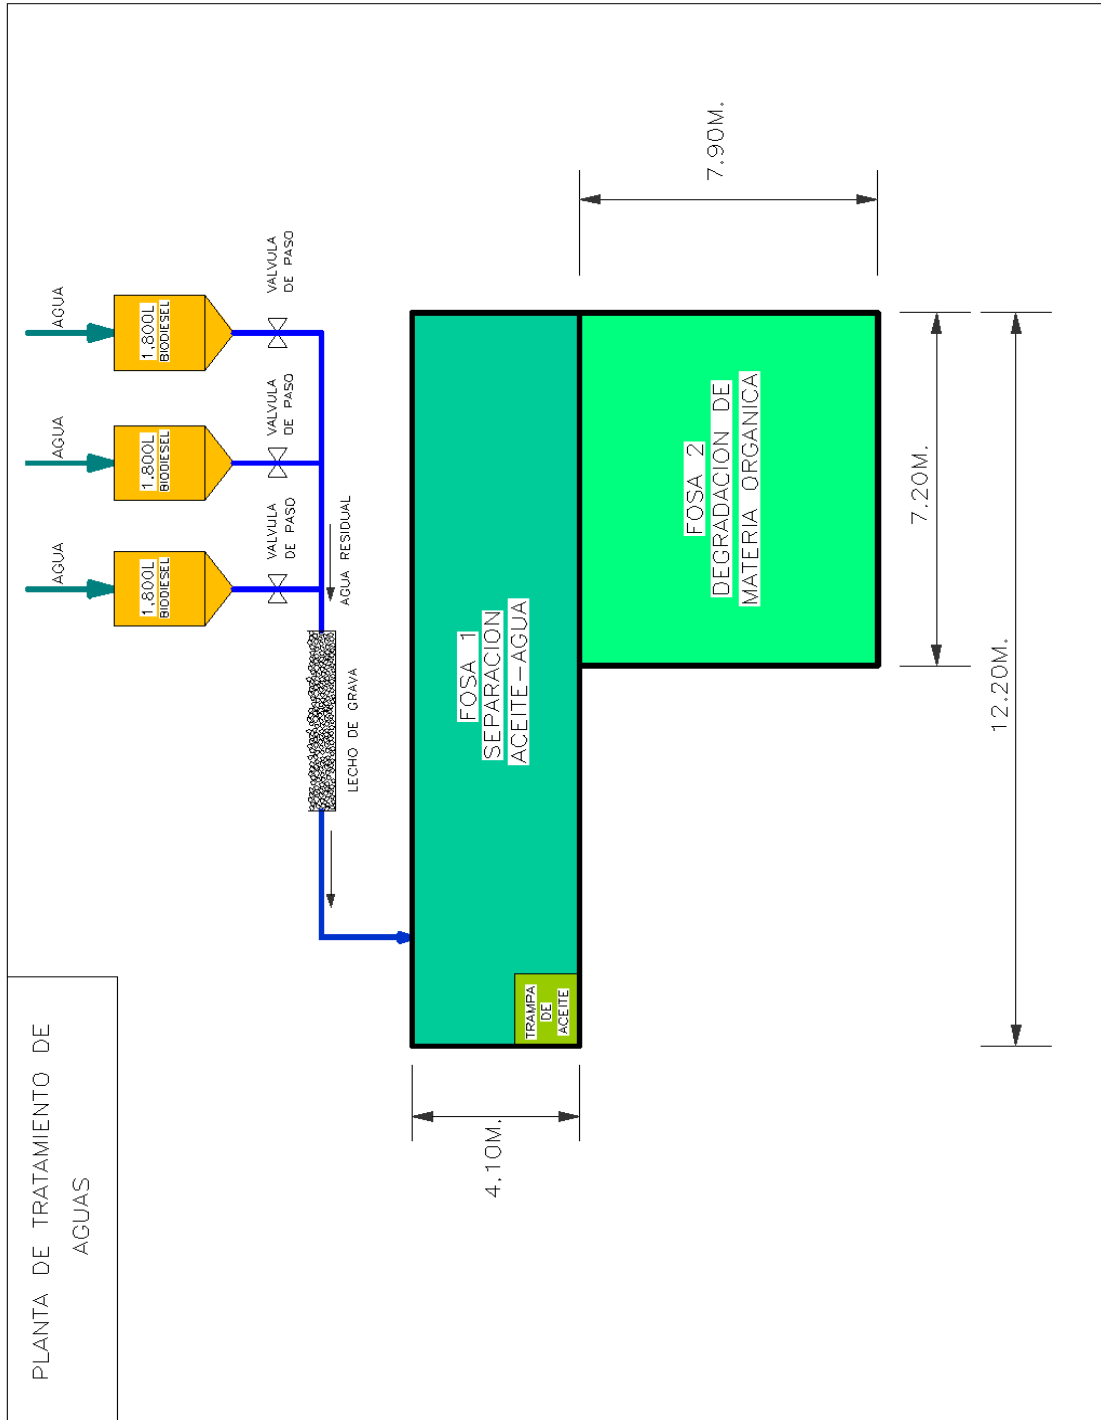 PLANTA DE TRATAMIENTO DE
AGUAS
AGUA
1,800L
BIODIESEL
VALVULA
DE PASO
AGUA
1.800L
BIODIESEL
VALVULA
DE PASO
AGUA
1,800L
BIODIESEL
VALVULA
DE PASO
AGUA RESIDUAL
LECHO DE GRAVA
FOSA 1
SEPARACION
ACEITE-AGUA
TRAMPA
DE
ACEITE
4.10M.
FOSA 2
DEGRADACION DE
MATERIA ORGANICA
7.90M.
7.20M.
12.20M.